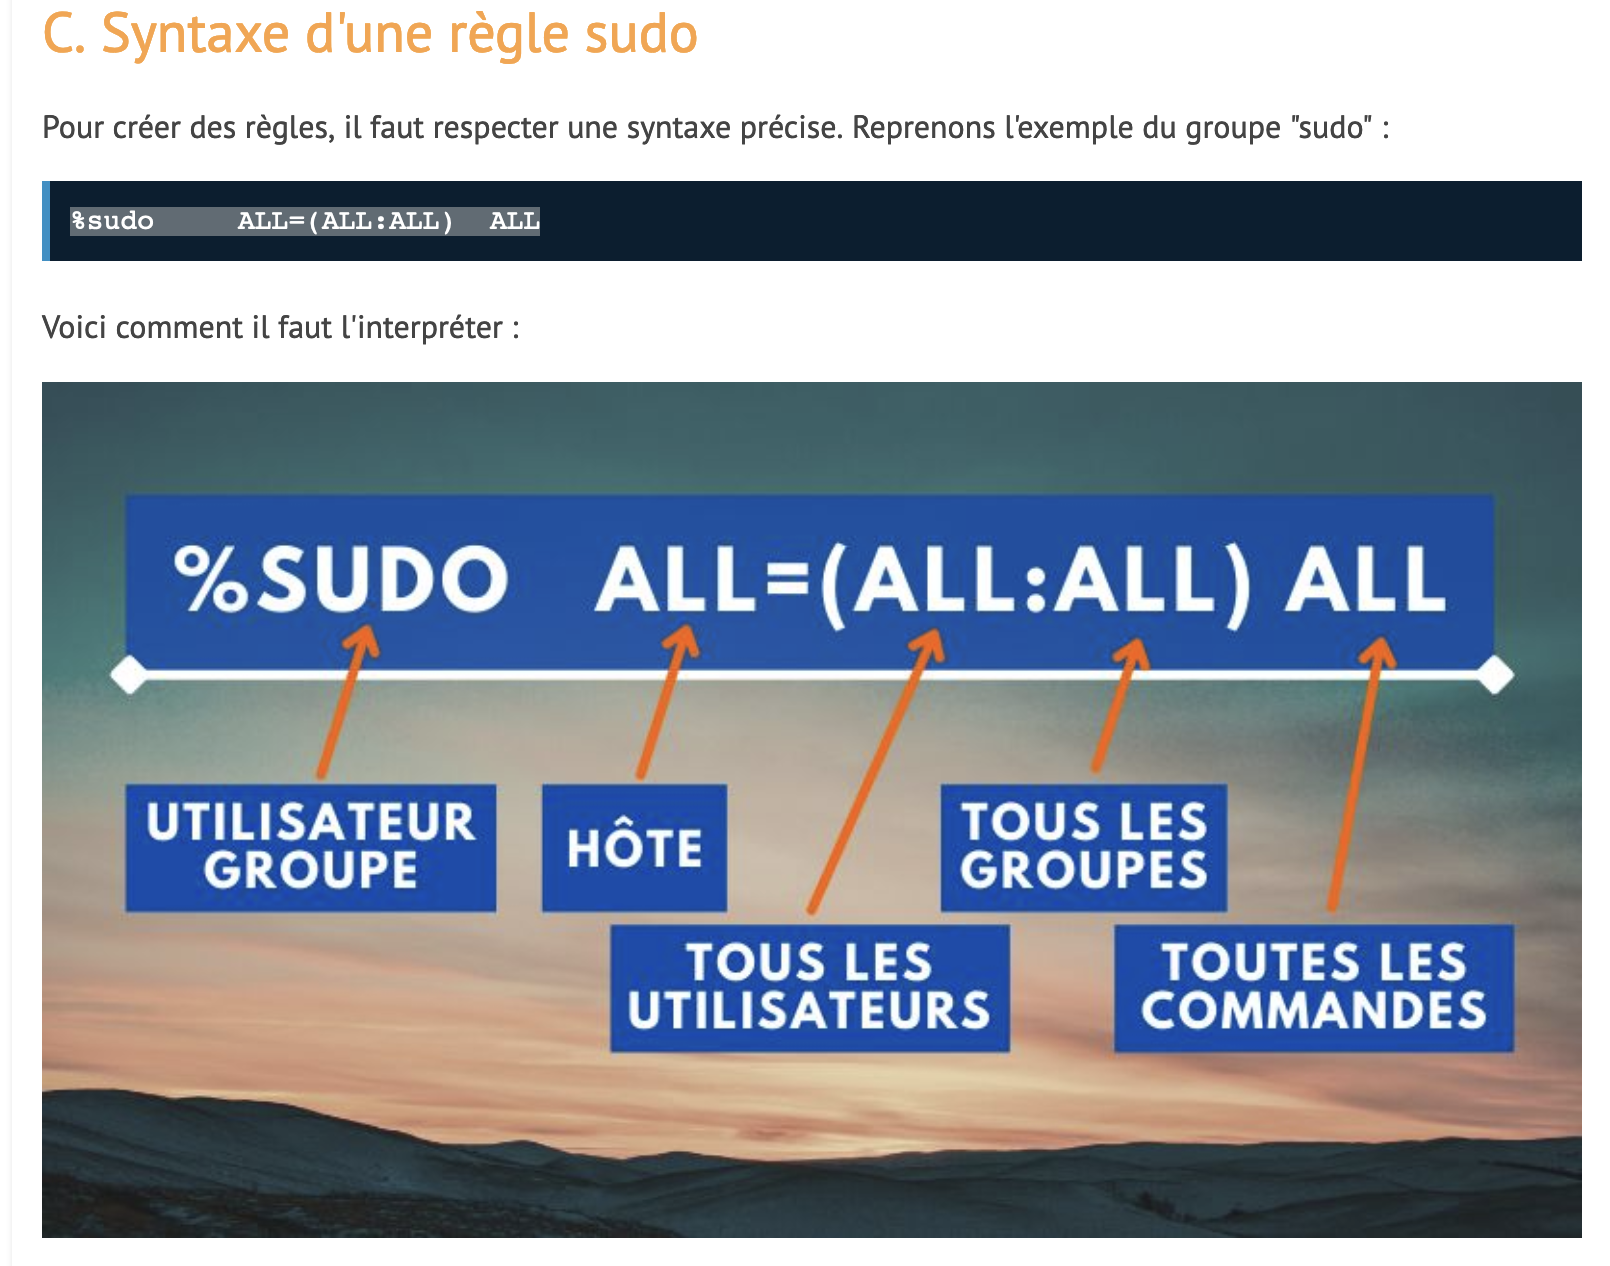 C. Syntaxe d'une règle sudo
Pour créer des règles, il faut respecter une syntaxe précise. Reprenons l'exemple du groupe "sudo" :
%sudo     ALL=(ALL:ALL)  ALL
Voici comment il faut l'interpréter :
%SUDO ALL=(ALL:ALL) ALL
UTILISATEUR
GROUPE
HÔTE
TOUS LES
UTILISATEURS
TOUS LES
GROUPES
TOUTES LES
COMMANDES